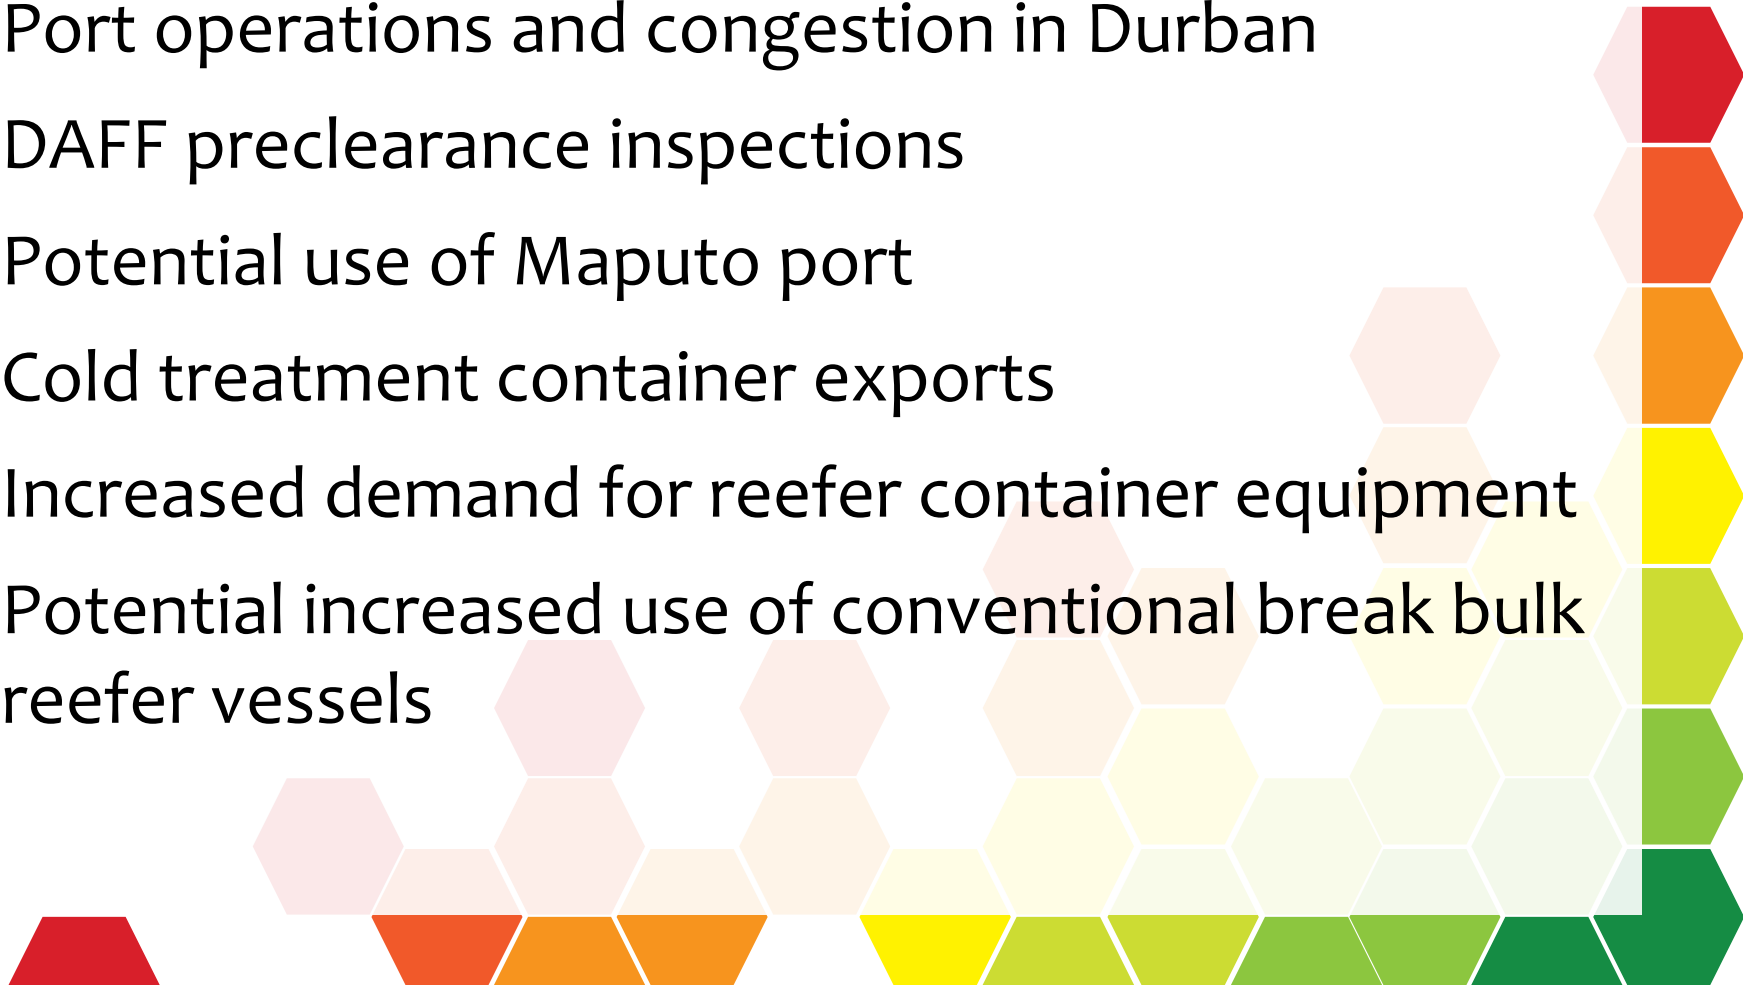 Port operations and congestion in Durban
DAFF preclearance inspections
Potential use of Maputo port
Cold treatment container exports
Increased demand for reefer container equipment
Potential increased use of conventional break bulk
reefer vessels